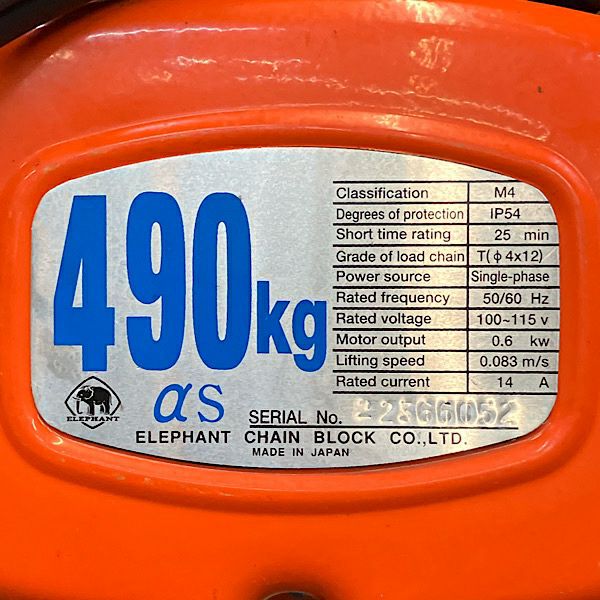 490kg
αs
ELEPHANT
Classification M4
Degrees of protection IP54
Short time rating 25 min
Grade of load chain T(φ4x12)
Power source Single-phase
Rated frequency 50/60 Hz
Rated voltage 100~115 v
Motor output 0.6 kw
Lifting speed 0.083 m/s
Rated current 14 A
SERIAL No.
ELEPHANT CHAIN BLOCK CO.,LTD.
MADE IN JAPAN